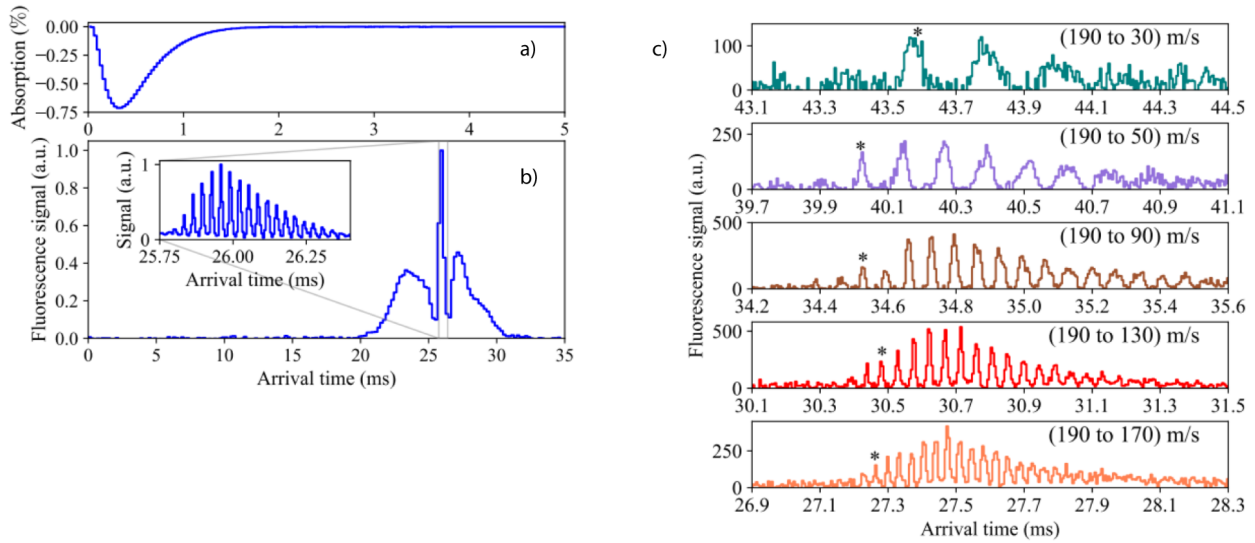 a)
Absorption (%)
0.00
−0.25
−0.50
−0.75
0 1 2 3 4 5
b)
Fluorescence signal (a.u.)
1.0
0.8
0.6
0.4
0.2
0.0
Signal (a.u.)
1
0
25.75 26.00 26.25
Arrival time (ms)
0 5 10 15 20 25 30 35
Arrival time (ms)
c)
Fluorescence signal (a.u.)
(190 to 30) m/s
*
100
0
43.1 43.3 43.5 43.7 43.9 44.1 44.3 44.5
(190 to 50) m/s
*
250
0
39.7 39.9 40.1 40.3 40.5 40.7 40.9 41.1
(190 to 90) m/s
*
500
250
0
34.2 34.4 34.6 34.8 35.0 35.2 35.4 35.6
(190 to 130) m/s
*
500
0
30.1 30.3 30.5 30.7 30.9 31.1 31.3 31.5
(190 to 170) m/s
*
250
0
26.9 27.1 27.3 27.5 27.7 27.9 28.1 28.3
Arrival time (ms)